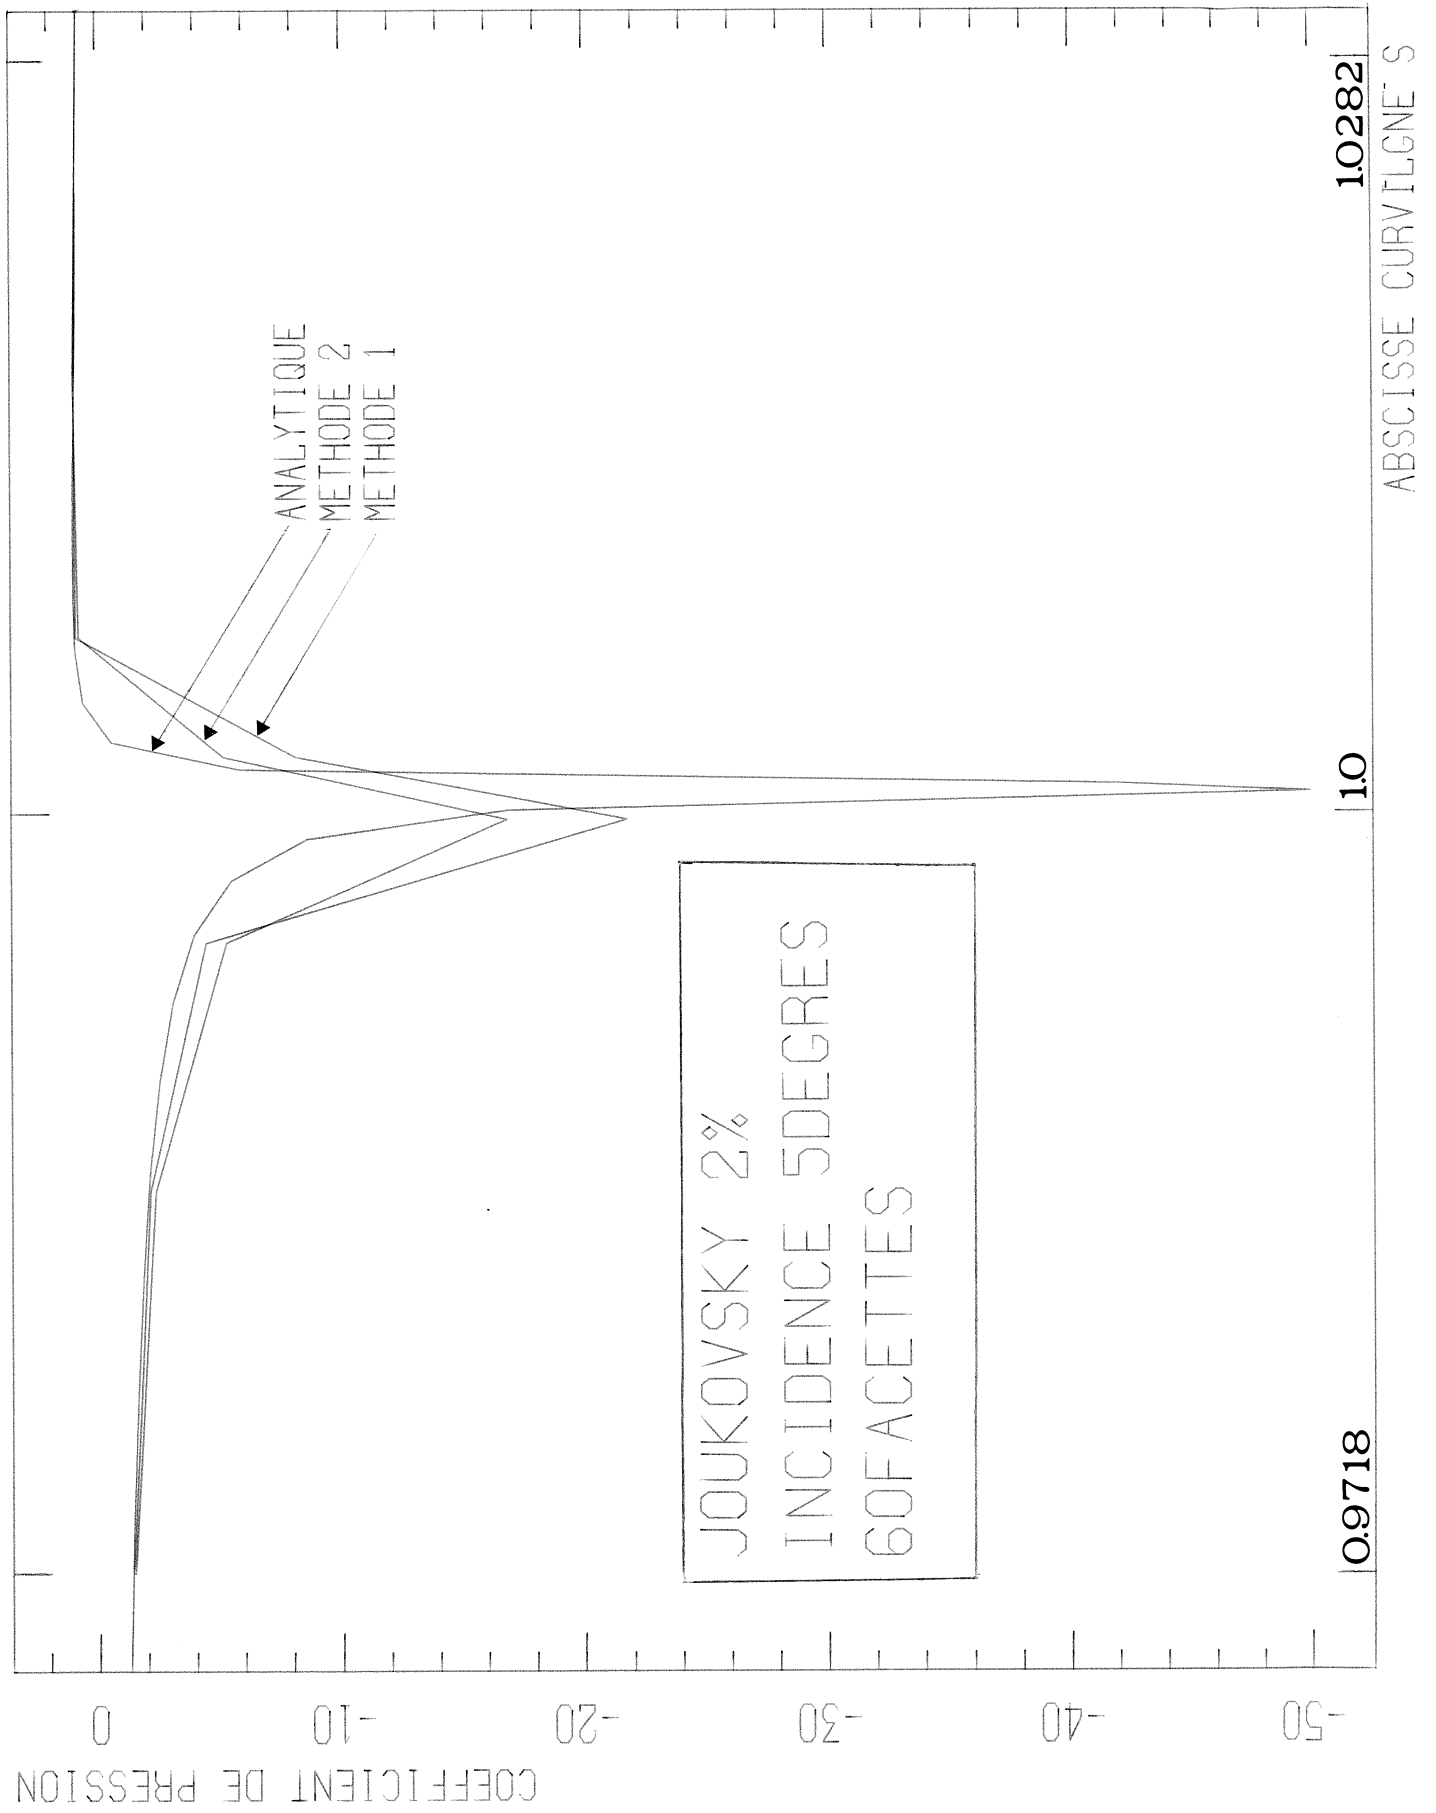 COEFFICIENT DE PRESSION
0
-10
-20
-30
-40
-50
ANALYTIQUE
METHODE 2
METHODE 1
JOUKOVSKY 2%
INCIDENCE 5DEGRES
60FACETTES
0.9718
1.0
1.0282
ABSCISSE CURVILGNE S